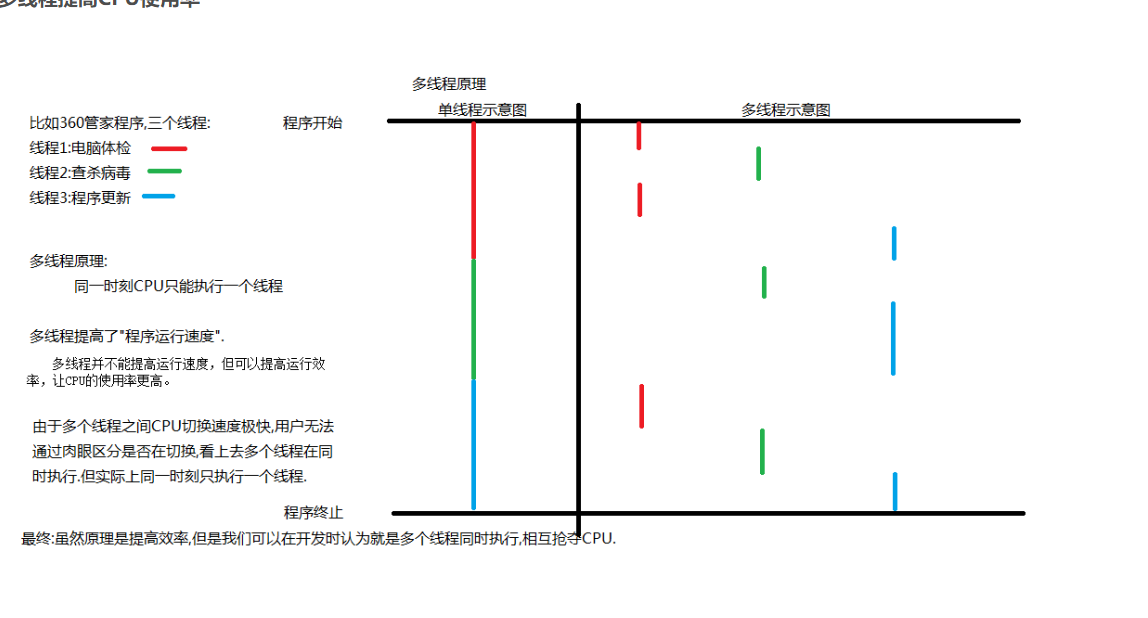 多线程提高CPU使用率
多线程原理
单线程示意图
多线程示意图
比如360管家程序,三个线程:
程序开始
线程1:电脑体检
线程2:查杀病毒
线程3:程序更新
多线程原理:
同一时刻CPU只能执行一个线程
多线程提高了"程序运行速度".
多线程并不能提高运行速度，但可以提高运行效
率，让CPU的使用率更高。
由于多个线程之间CPU切换速度极快,用户无法
通过肉眼区分是否在切换,看上去多个线程在同
时执行.但实际上同一时刻只执行一个线程.
程序终止
最终:虽然原理是提高效率,但是我们可以在开发时认为就是多个线程同时执行,相互抢夺CPU.